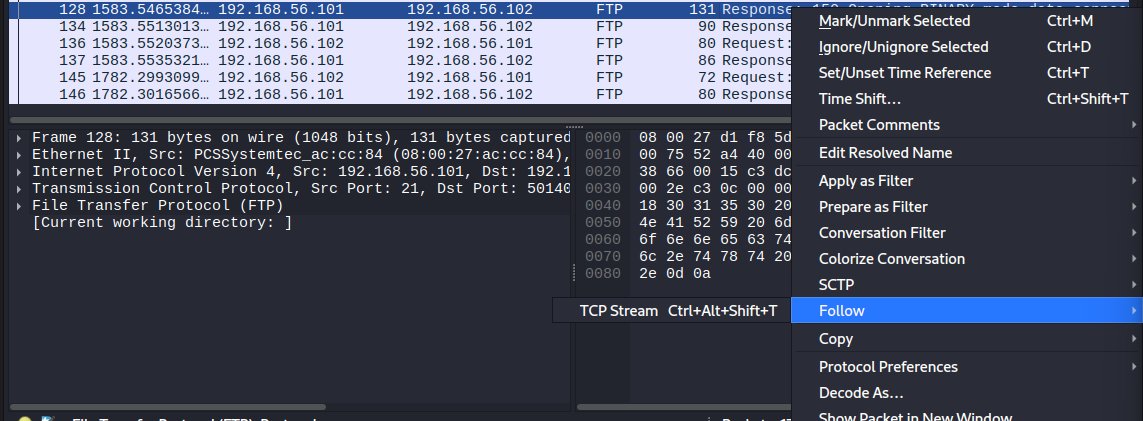 128 1583.5465384… 192.168.56.101 192.168.56.102 FTP 131 Response: 150 Opening BINARY mode data connec
134 1583.5513013… 192.168.56.101 192.168.56.102 FTP 90 Response
136 1583.5520373… 192.168.56.102 192.168.56.101 FTP 80 Request:
137 1583.5535321… 192.168.56.101 192.168.56.102 FTP 86 Response
145 1782.2993099… 192.168.56.102 192.168.56.101 FTP 72 Request:
146 1782.3016566… 192.168.56.101 192.168.56.102 FTP 80 Response
Frame 128: 131 bytes on wire (1048 bits), 131 bytes captured
Ethernet II, Src: PCSSystemtec_ac:cc:84 (08:00:27:ac:cc:84),
Internet Protocol Version 4, Src: 192.168.56.101, Dst: 192.1
Transmission Control Protocol, Src Port: 21, Dst Port: 50140
File Transfer Protocol (FTP)
[Current working directory: ]
0000 08 00 27 d1 f8 5d
0010 00 75 52 a4 40 00
0020 38 66 00 15 c3 dc
0030 00 2e c3 0c 00 00
0040 18 30 31 35 30 20
0050 4e 41 52 59 20 6d
0060 6f 6e 6e 65 63 74
0070 6c 2e 74 78 74 20
0080 2e 0d 0a
Mark/Unmark Selected Ctrl+M
Ignore/Unignore Selected Ctrl+D
Set/Unset Time Reference Ctrl+T
Time Shift… Ctrl+Shift+T
Packet Comments
Edit Resolved Name
Apply as Filter
Prepare as Filter
Conversation Filter
Colorize Conversation
SCTP
Follow
TCP Stream Ctrl+Alt+Shift+T
Copy
Protocol Preferences
Decode As…
Show Packet in New Window